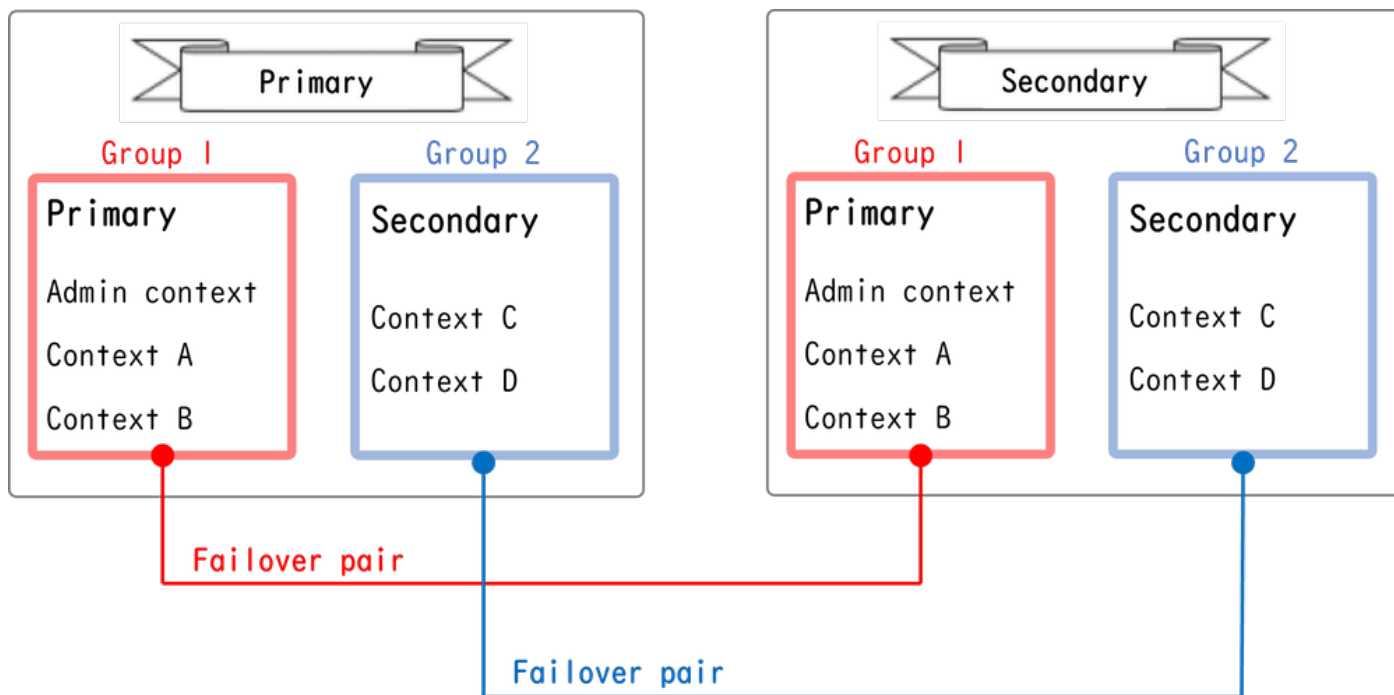 Primary
Group 1
Group 2
Primary
Admin context
Context A
Context B
Secondary
Context C
Context D
Secondary
Group 1
Group 2
Primary
Admin context
Context A
Context B
Secondary
Context C
Context D
Failover pair
Failover pair